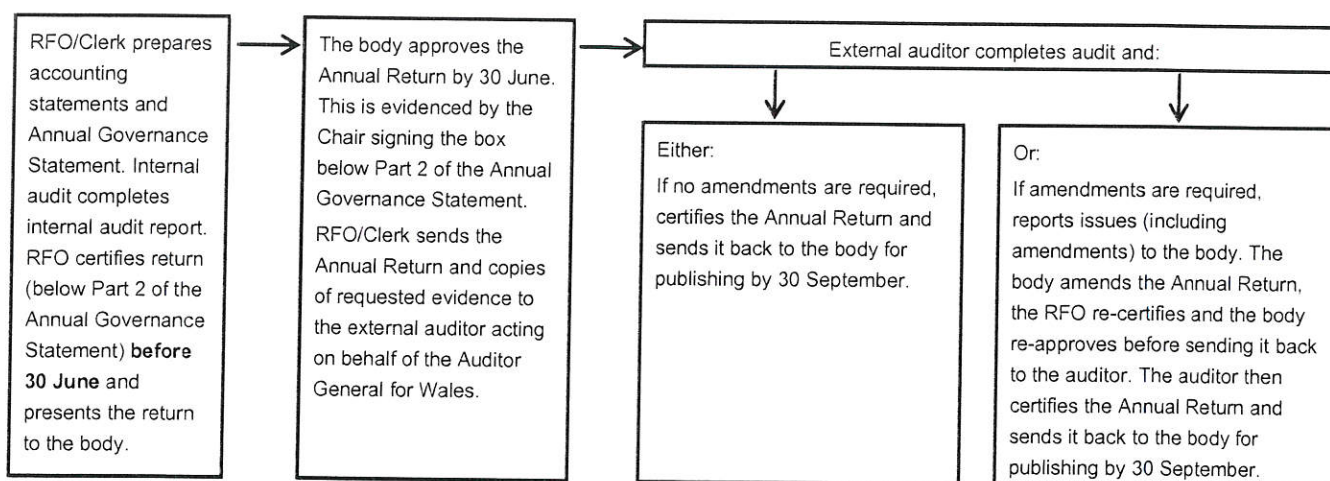 RFO/Clerk prepares
accounting
statements and
Annual Governance
Statement. Internal
audit completes
internal audit report.
RFO certifies return
(below Part 2 of the
Annual Governance
Statement) before
30 June and
presents the return
to the body.
The body approves the
Annual Return by 30 June.
This is evidenced by the
Chair signing the box
below Part 2 of the Annual
Governance Statement.
RFO/Clerk sends the
Annual Return and copies
of requested evidence to
the external auditor acting
on behalf of the Auditor
General for Wales.
External auditor completes audit and:
Either:
If no amendments are required,
certifies the Annual Return and
sends it back to the body for
publishing by 30 September.
Or:
If amendments are required,
reports issues (including
amendments) to the body. The
body amends the Annual Return,
the RFO re-certifies and the body
re-approves before sending it back
to the auditor. The auditor then
certifies the Annual Return and
sends it back to the body for
publishing by 30 September.